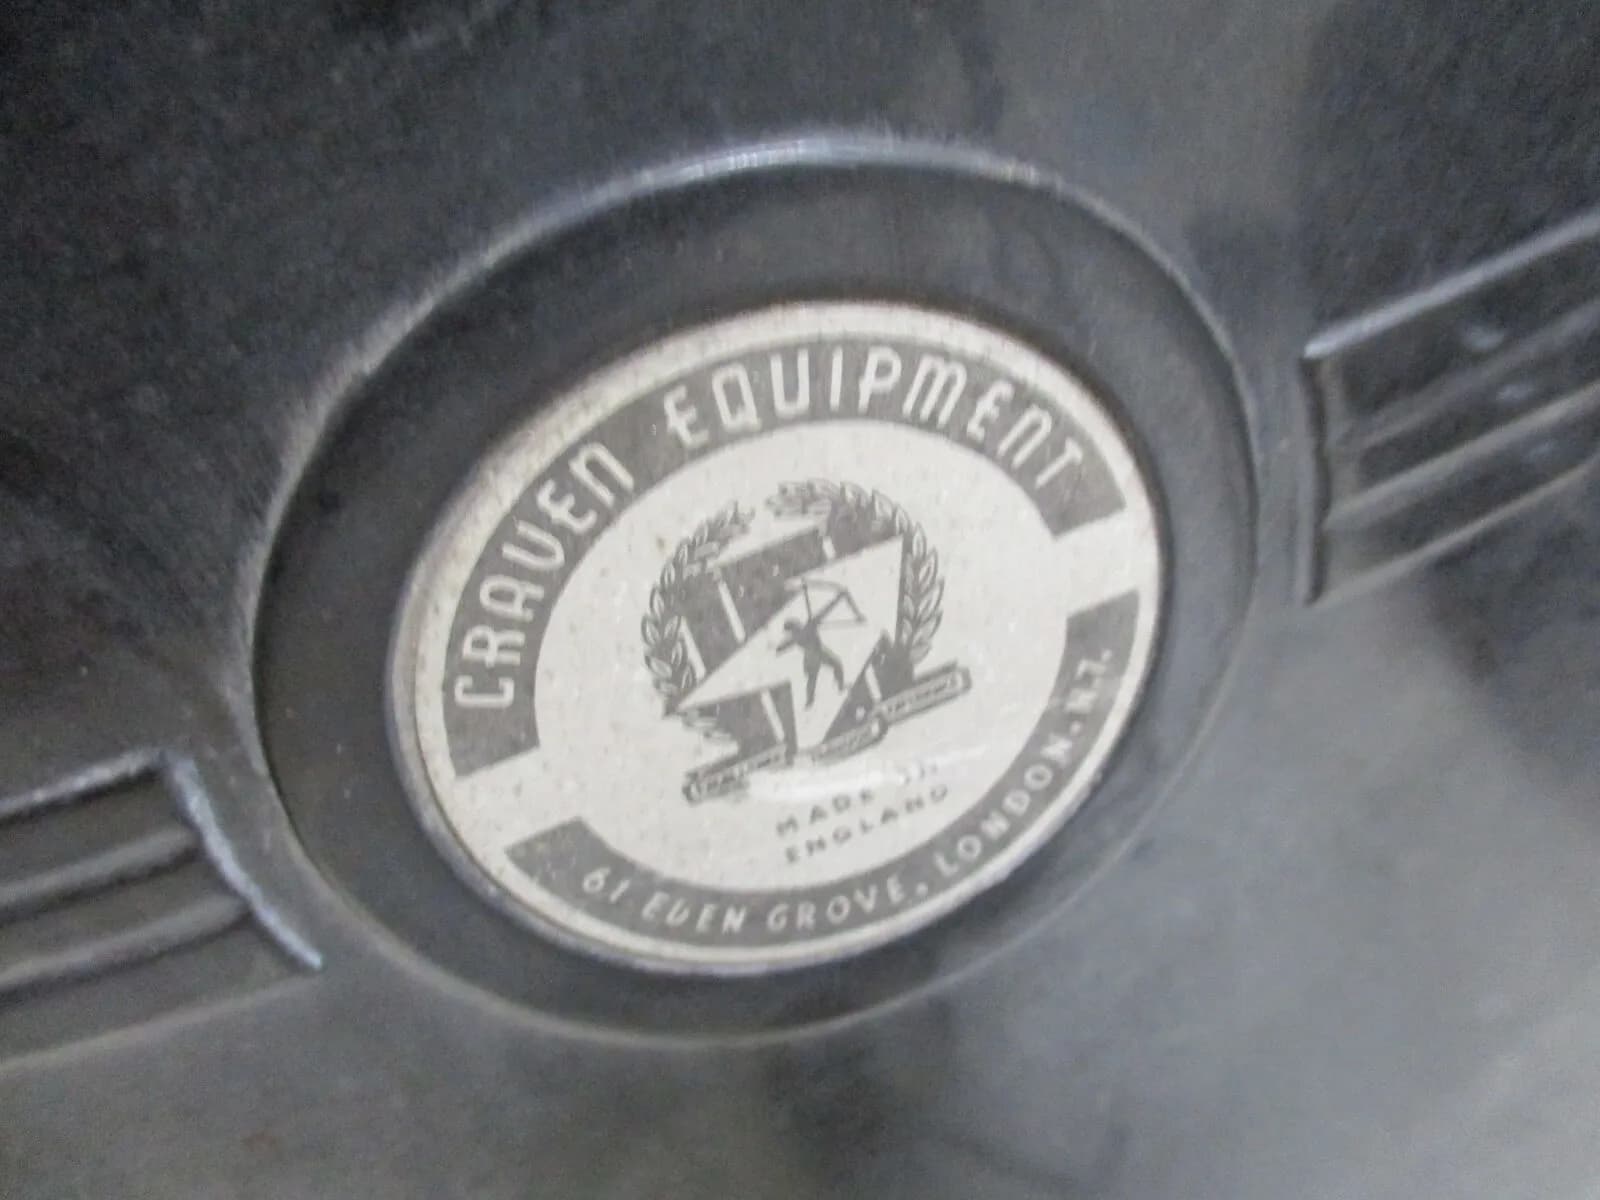 CRAVEN EQUIPMENT
MADE IN
ENGLAND
61 EDEN GROVE. LONDON. N.7.